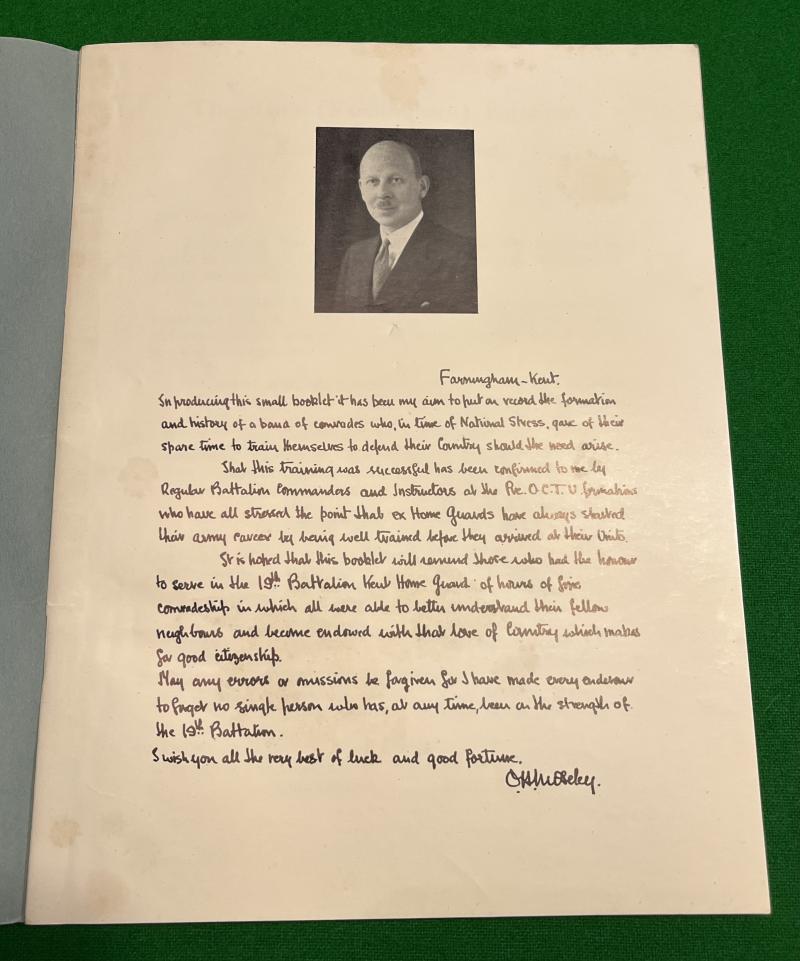 Farningham - Kent.
In producing this small booklet it has been my aim to put on record the formation
and history of a band of comrades who, in time of National Stress, gave of their
spare time to train themselves to defend their Country should the need arise.
That this training was successful has been confirmed to me by
Regular Battalion Commanders and Instructors at the Pre. O.C.T.U formations
who have all stressed the point that ex Home Guards have always started
their army career by being well trained before they arrived at their Units.
It is hoped that this booklet will remind those who had the honour
to serve in the 19th Battalion Kent Home Guard of hours of fine
comradeship in which all were able to better understand their fellow
neighbours and become endowed with that love of Country which makes
for good citizenship.
May any errors or omissions be forgiven for I have made every endeavour
to forget no single person who has, at any time, been on the strength of
the 19th Battalion.
I wish you all the very best of luck and good fortune.
O.H. Moseley.